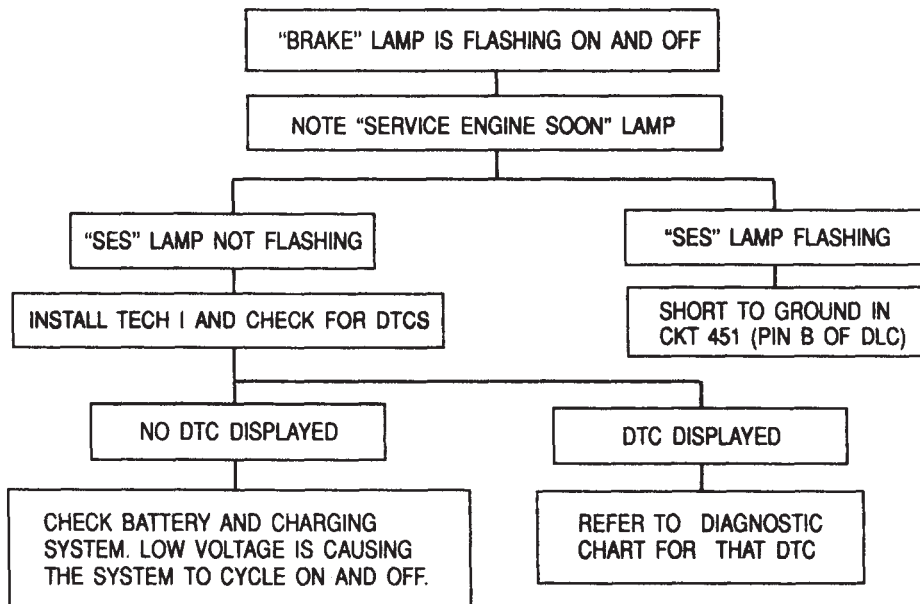 “BRAKE” LAMP IS FLASHING ON AND OFF
NOTE “SERVICE ENGINE SOON” LAMP
“SES” LAMP NOT FLASHING
“SES” LAMP FLASHING
INSTALL TECH I AND CHECK FOR DTCS
SHORT TO GROUND IN
CKT 451 (PIN B OF DLC)
NO DTC DISPLAYED
DTC DISPLAYED
CHECK BATTERY AND CHARGING
SYSTEM. LOW VOLTAGE IS CAUSING
THE SYSTEM TO CYCLE ON AND OFF.
REFER TO DIAGNOSTIC
CHART FOR THAT DTC